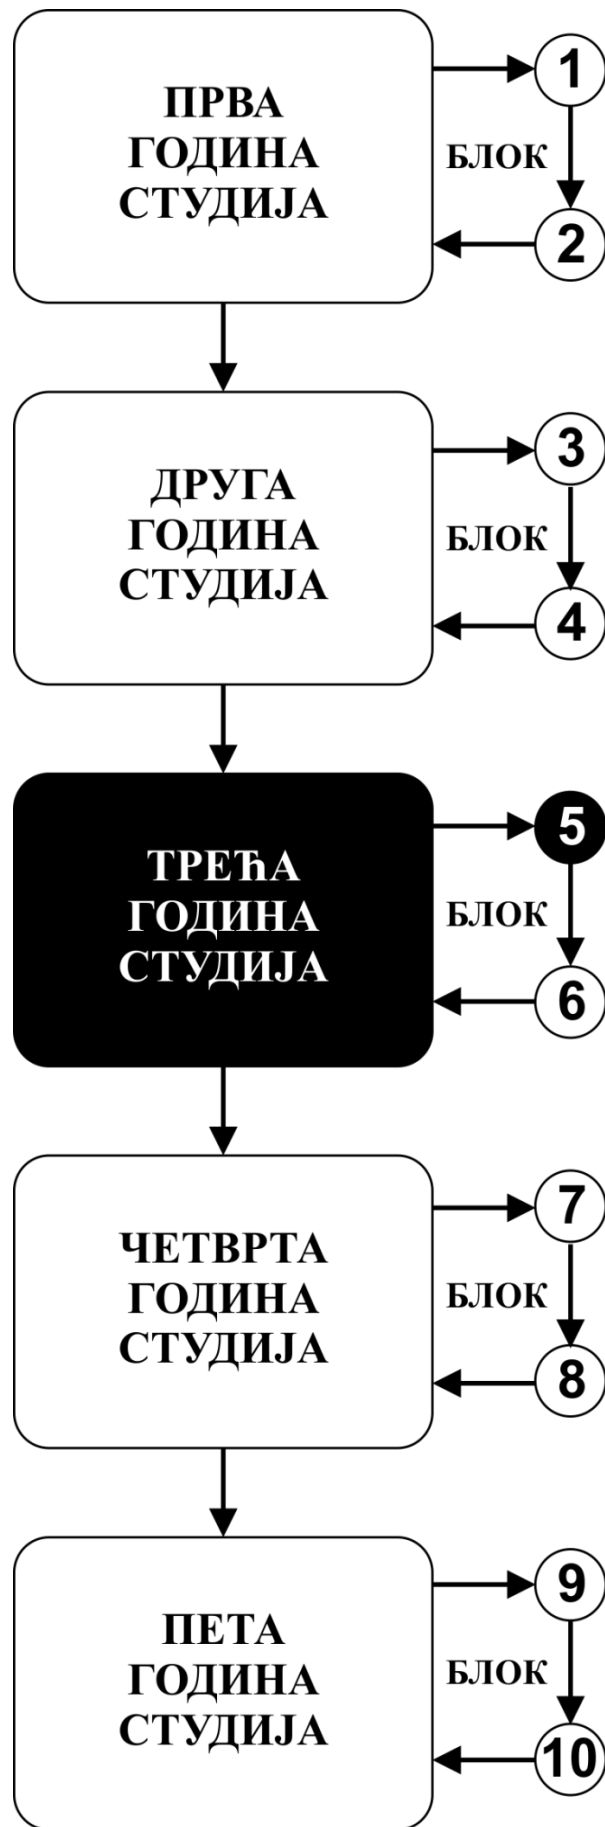 ПРВА
ГОДИНА
СТУДИЈА
1
БЛОК
2
ДРУГА
ГОДИНА
СТУДИЈА
3
БЛОК
4
ТРЕЋА
ГОДИНА
СТУДИЈА
5
БЛОК
6
ЧЕТВРТА
ГОДИНА
СТУДИЈА
7
БЛОК
8
ПЕТА
ГОДИНА
СТУДИЈА
9
БЛОК
10